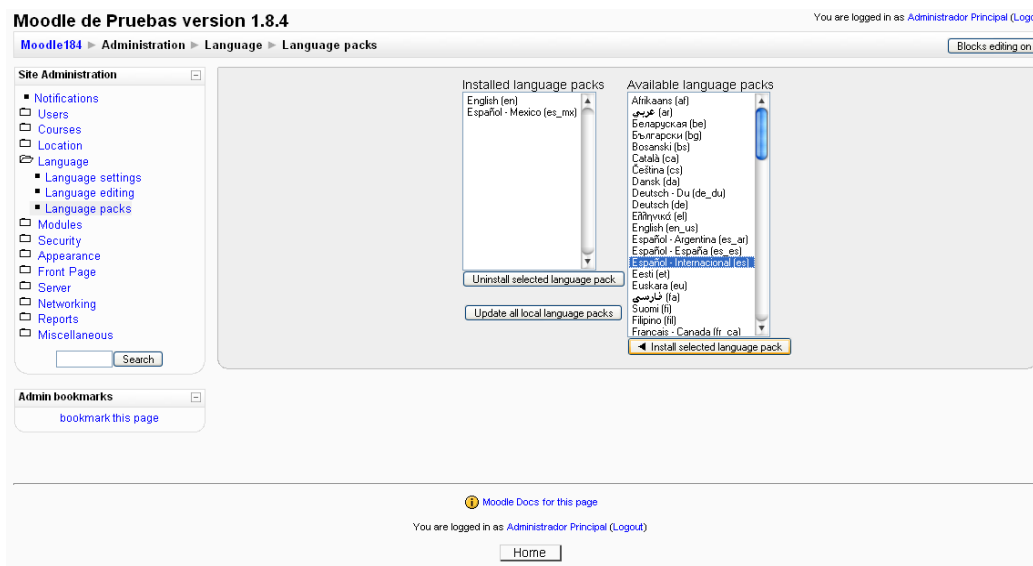 Moodle de Pruebas version 1.8.4
You are logged in as Administrador Principal (Logo
Moodle184 ► Administration ► Language ► Language packs
Blocks editing on
Site Administration
Notifications
Users
Courses
Location
Language
Language settings
Language editing
Language packs
Modules
Security
Appearance
Front Page
Server
Networking
Reports
Miscellaneous
Search
Admin bookmarks
bookmark this page
Installed language packs
English (en)
Español - Mexico (es_mx)
Uninstall selected language pack
Update all local language packs
Available language packs
Afrikaans (af)
عربي (ar)
Беларуская (be)
Български (bg)
Bosanski (bs)
Català (ca)
Čeština (cs)
Dansk (da)
Deutsch - Du (de_du)
Deutsch (de)
Ελληνικά (el)
English (en_us)
Español - Argentina (es_ar)
Español - España (es_es)
Español - Internacional (es)
Eesti (et)
Euskara (eu)
فارسی (fa)
Suomi (fi)
Filipino (fil)
Français - Canada (fr_ca)
◄ Install selected language pack
Moodle Docs for this page
You are logged in as Administrador Principal (Logout)
Home